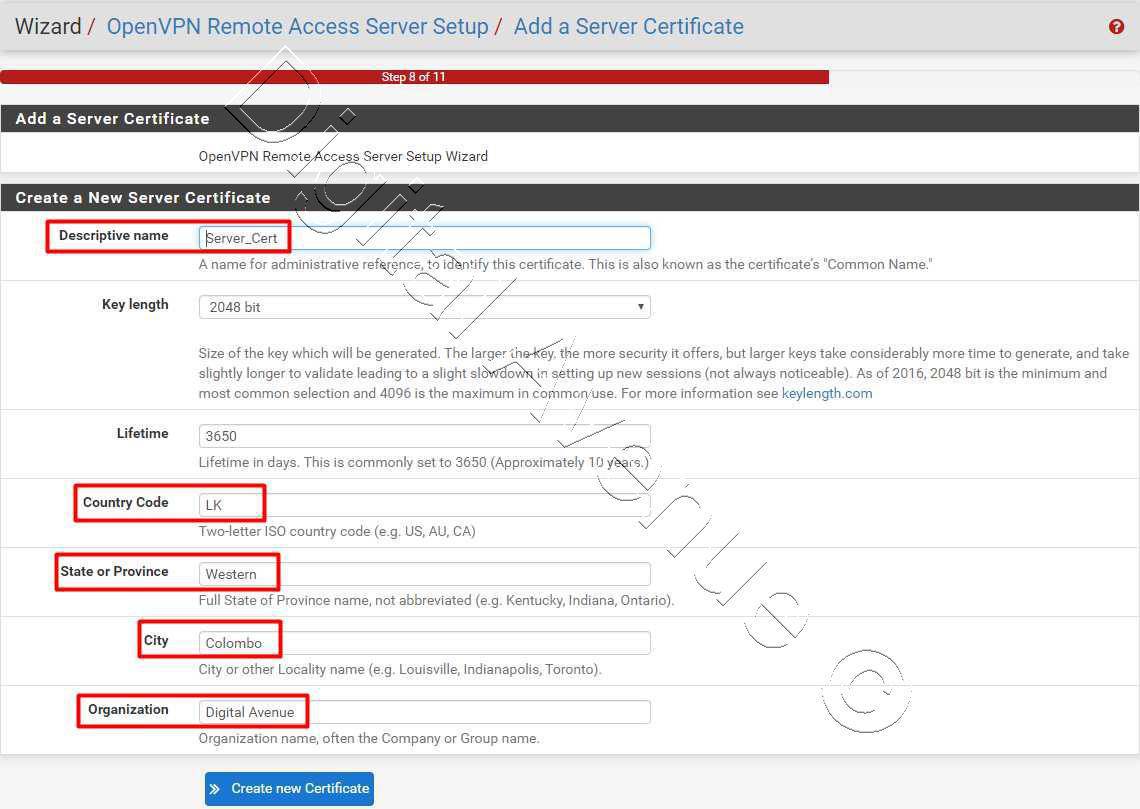 Wizard / OpenVPN Remote Access Server Setup / Add a Server Certificate
Step 8 of 11
Add a Server Certificate
OpenVPN Remote Access Server Setup Wizard
Create a New Server Certificate
Descriptive name Server_Cert
A name for administrative reference, to identify this certificate. This is also known as the certificate's "Common Name."
Key length 2048 bit
Size of the key which will be generated. The larger the key, the more security it offers, but larger keys take considerably more time to generate, and take
slightly longer to validate leading to a slight slowdown in setting up new sessions (not always noticeable). As of 2016, 2048 bit is the minimum and
most common selection and 4096 is the maximum in common use. For more information see keylength.com
Lifetime 3650
Lifetime in days. This is commonly set to 3650 (Approximately 10 years.)
Country Code LK
Two-letter ISO country code (e.g. US, AU, CA)
State or Province Western
Full State of Province name, not abbreviated (e.g. Kentucky, Indiana, Ontario).
City Colombo
City or other Locality name (e.g. Louisville, Indianapolis, Toronto).
Organization Digital Avenue
Organization name, often the Company or Group name.
» Create new Certificate
Digital Avenue ©